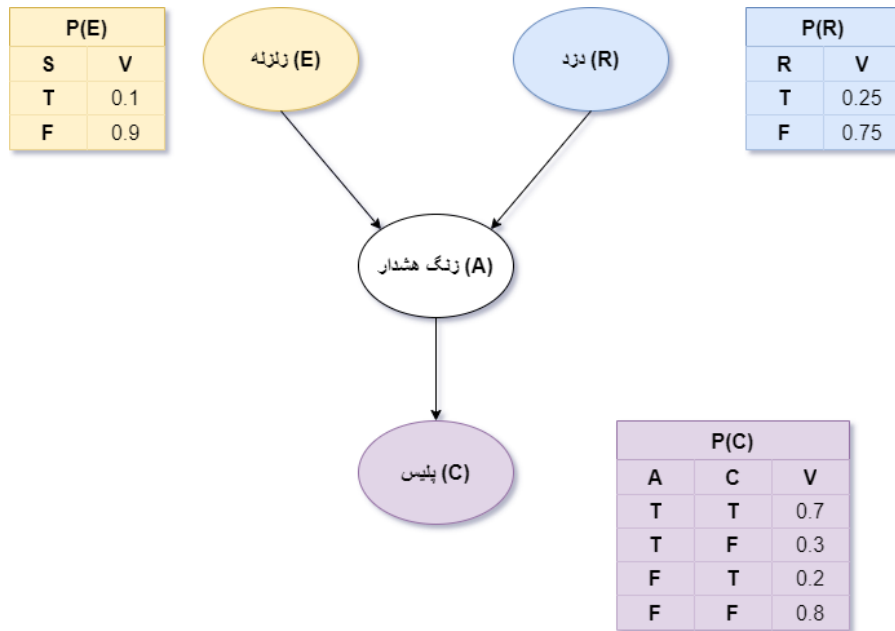 P(E)
S V
T 0.1
F 0.9
زلزله (E)
دزد (R)
P(R)
R V
T 0.25
F 0.75
زنگ هشدار (A)
پلیس (C)
P(C)
A C V
T T 0.7
T F 0.3
F T 0.2
F F 0.8